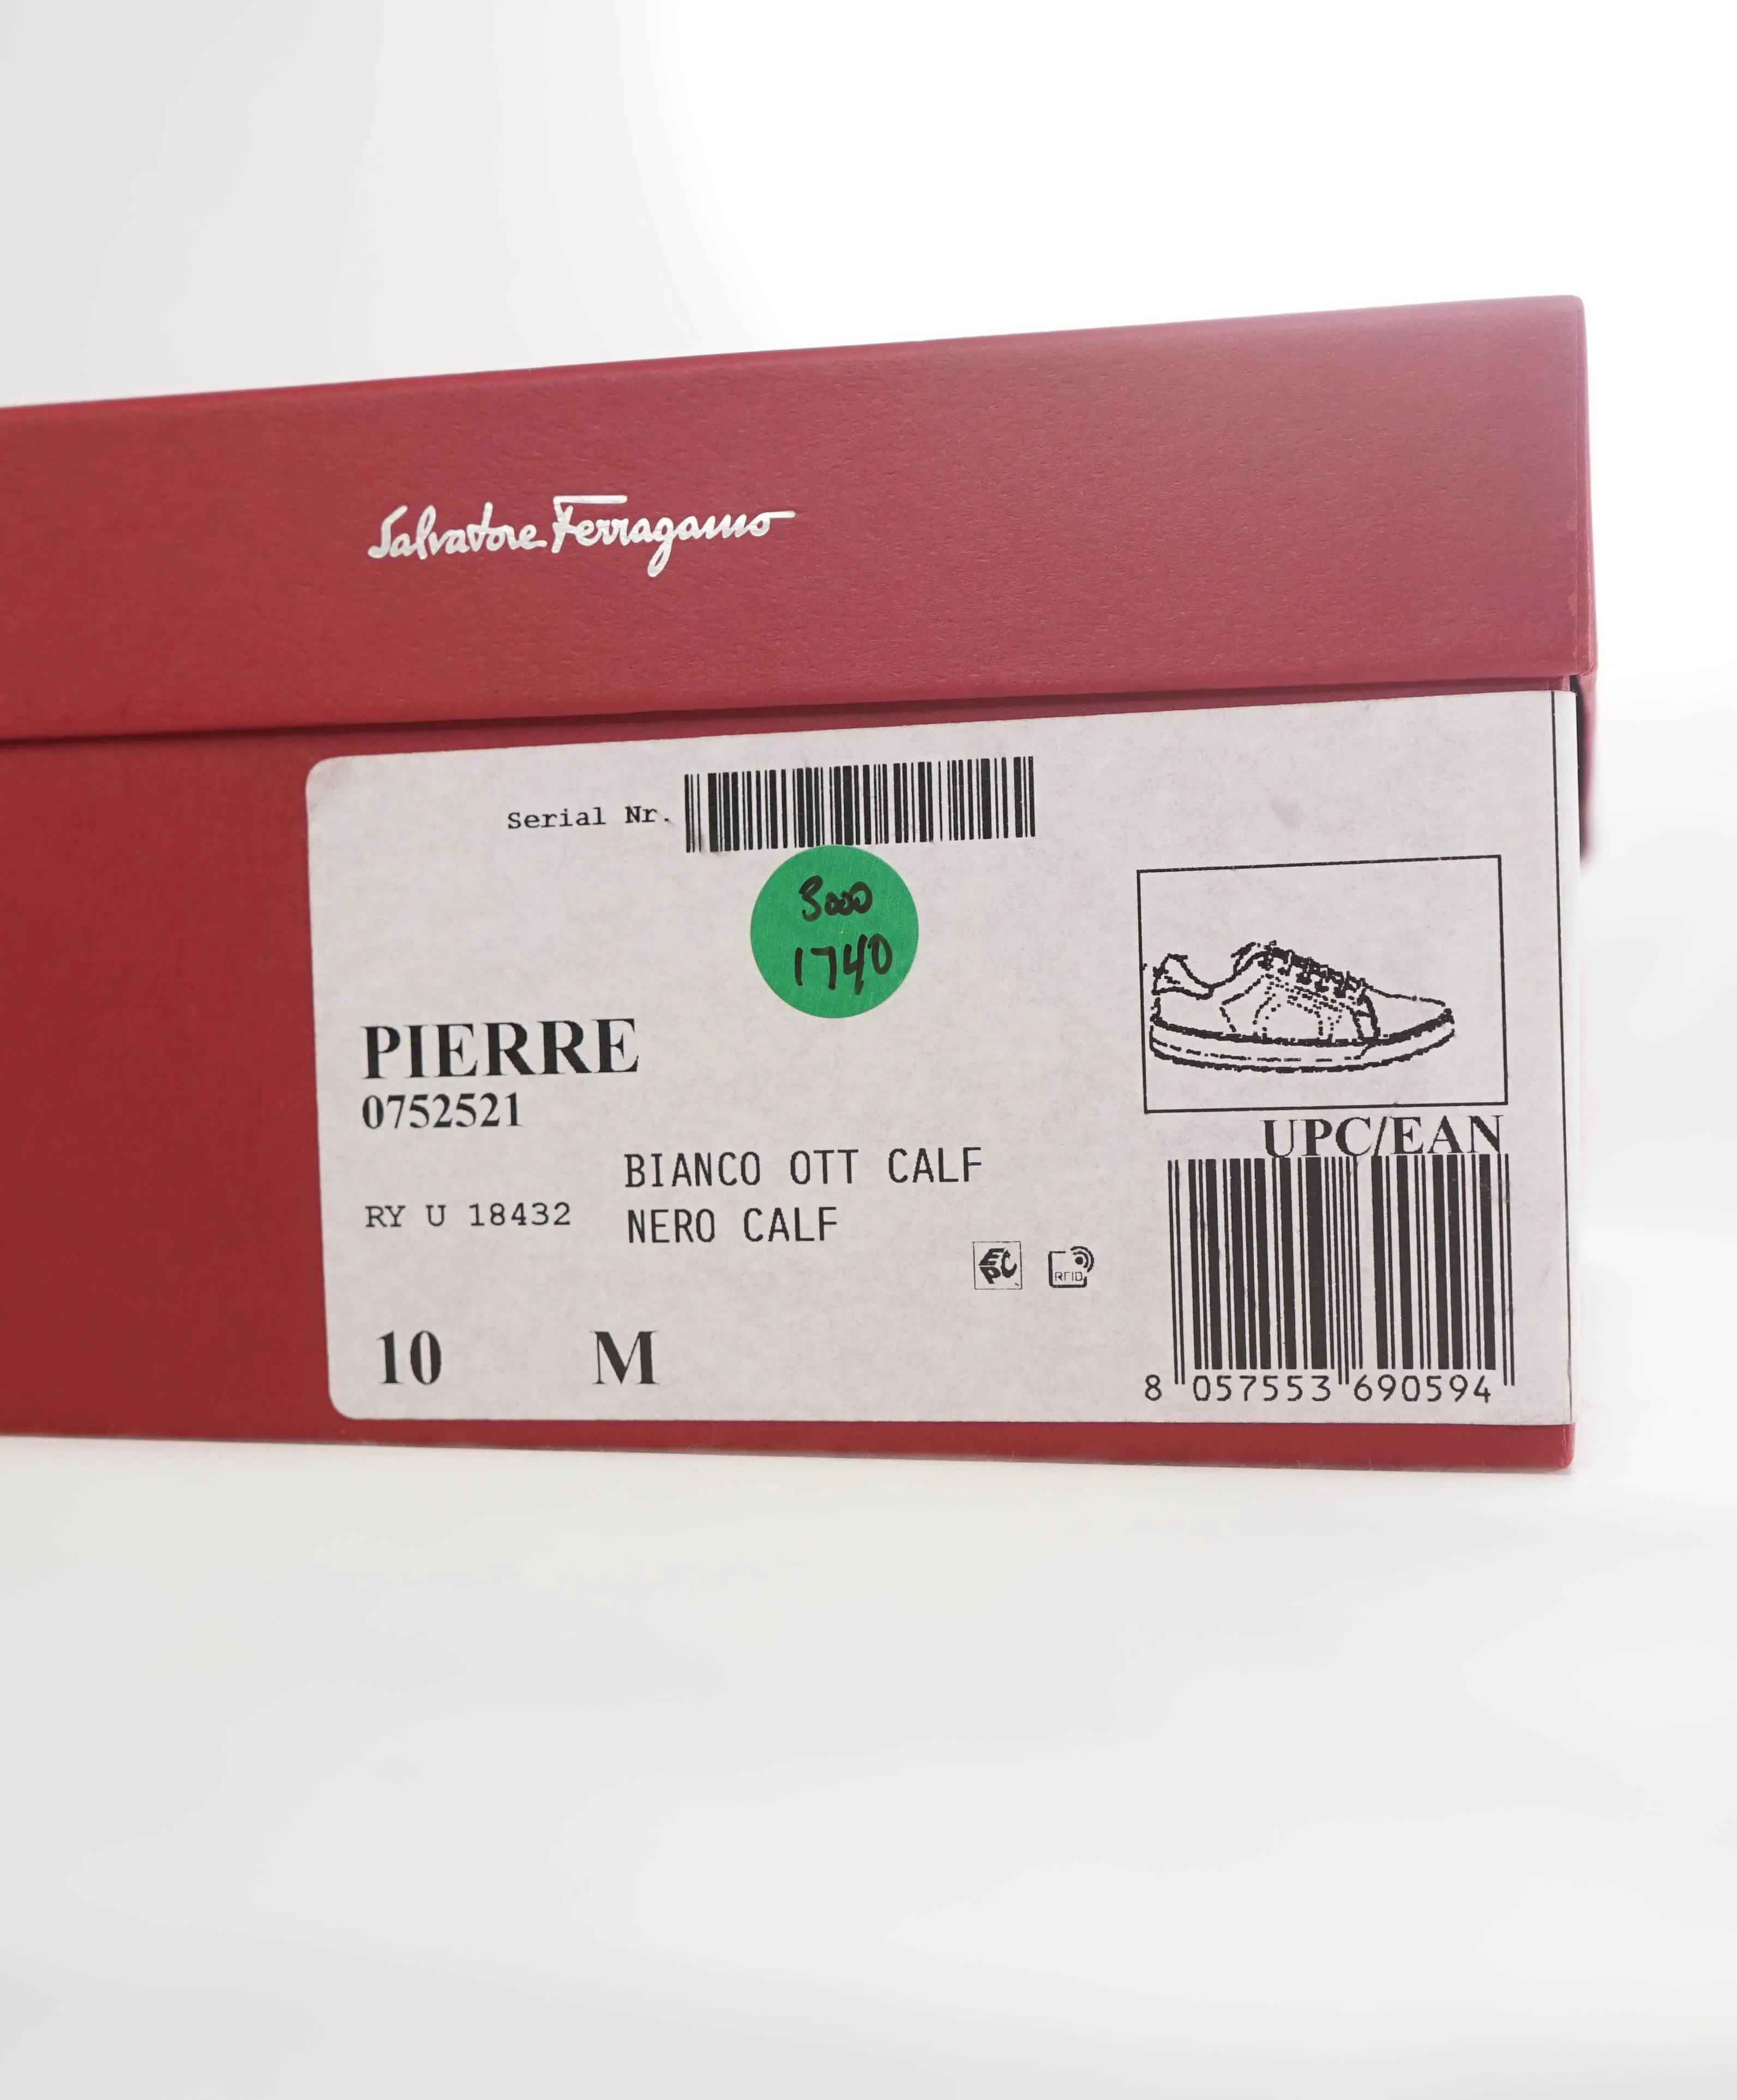 Salvatore Ferragamo
Serial Nr.
3000
1740
PIERRE
0752521
BIANCO OTT CALF
RY U 18432
NERO CALF
EPC
RFID
10 M
UPC/EAN
8 057553 690594